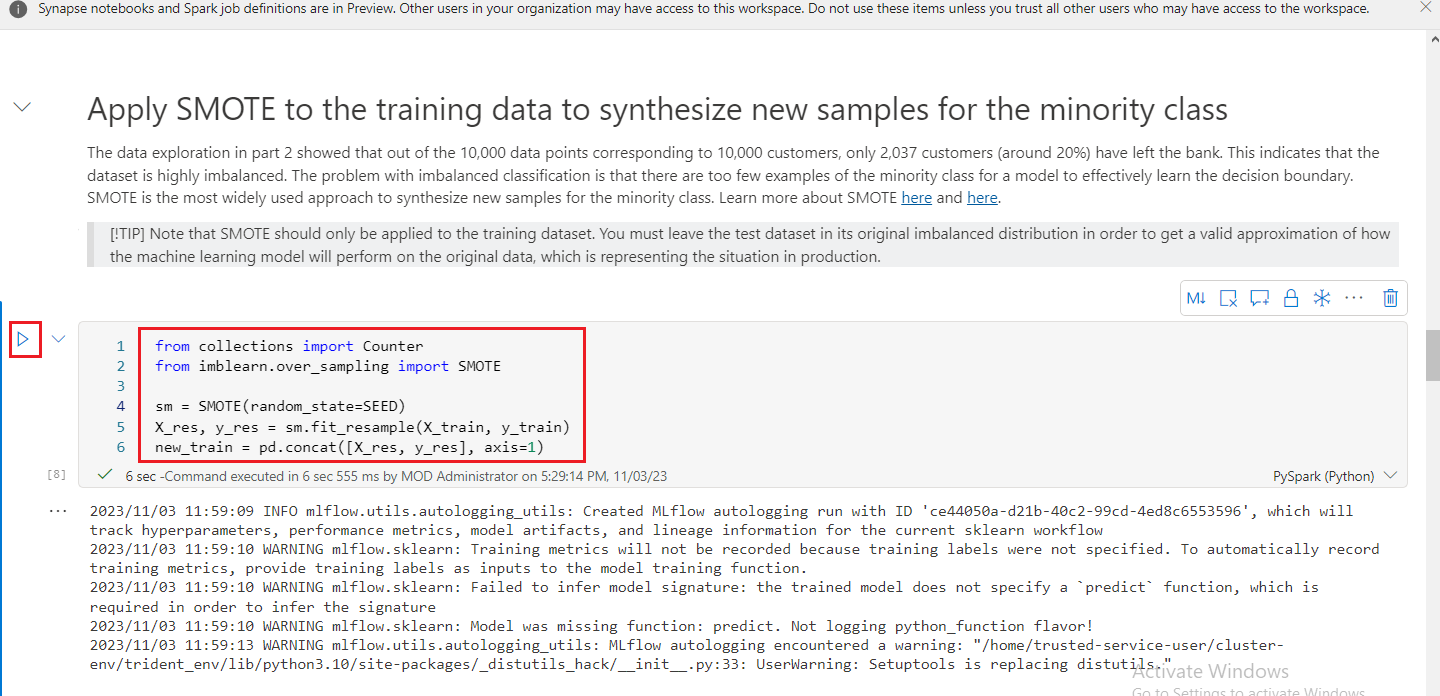 Synapse notebooks and Spark job definitions are in Preview. Other users in your organization may have access to this workspace. Do not use these items unless you trust all other users who may have access to the workspace.
Apply SMOTE to the training data to synthesize new samples for the minority class
The data exploration in part 2 showed that out of the 10,000 data points corresponding to 10,000 customers, only 2,037 customers (around 20%) have left the bank. This indicates that the
dataset is highly imbalanced. The problem with imbalanced classification is that there are too few examples of the minority class for a model to effectively learn the decision boundary.
SMOTE is the most widely used approach to synthesize new samples for the minority class. Learn more about SMOTE here and here.
[!TIP] Note that SMOTE should only be applied to the training dataset. You must leave the test dataset in its original imbalanced distribution in order to get a valid approximation of how
the machine learning model will perform on the original data, which is representing the situation in production.
M↓
1 from collections import Counter
2 from imblearn.over_sampling import SMOTE
3
4 sm = SMOTE(random_state=SEED)
5 X_res, y_res = sm.fit_resample(X_train, y_train)
6 new_train = pd.concat([X_res, y_res], axis=1)
[8] 6 sec -Command executed in 6 sec 555 ms by MOD Administrator on 5:29:14 PM, 11/03/23 PySpark (Python)
2023/11/03 11:59:09 INFO mlflow.utils.autologging_utils: Created MLflow autologging run with ID 'ce44050a-d21b-40c2-99cd-4ed8c6553596', which will
track hyperparameters, performance metrics, model artifacts, and lineage information for the current sklearn workflow
2023/11/03 11:59:10 WARNING mlflow.sklearn: Training metrics will not be recorded because training labels were not specified. To automatically record
training metrics, provide training labels as inputs to the model training function.
2023/11/03 11:59:10 WARNING mlflow.sklearn: Failed to infer model signature: the trained model does not specify a `predict` function, which is
required in order to infer the signature
2023/11/03 11:59:10 WARNING mlflow.sklearn: Model was missing function: predict. Not logging python_function flavor!
2023/11/03 11:59:13 WARNING mlflow.utils.autologging_utils: MLflow autologging encountered a warning: "/home/trusted-service-user/cluster-
env/trident_env/lib/python3.10/site-packages/_distutils_hack/__init__.py:33: UserWarning: Setuptools is replacing distutils."
Activate Windows
Go to Settings to activate Windows.